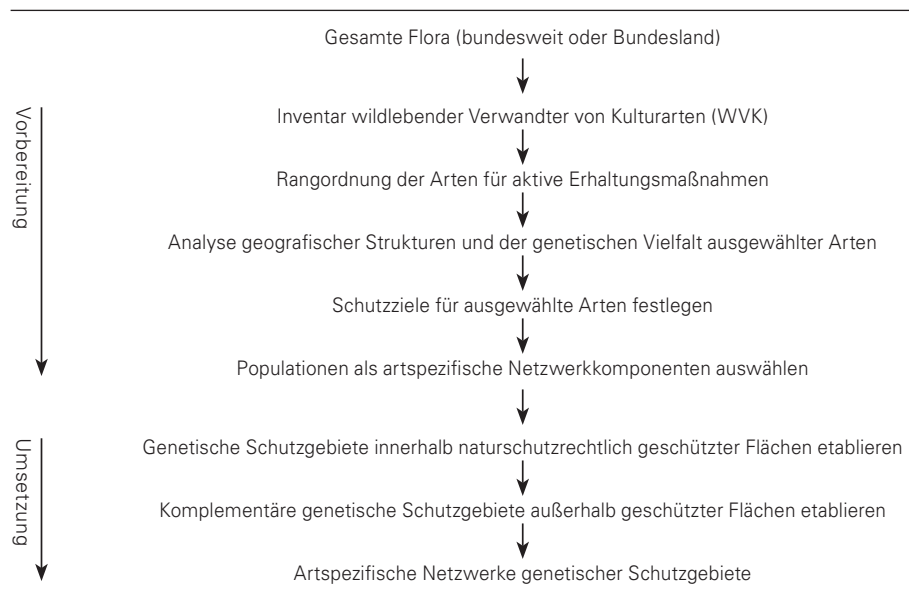 Gesamte Flora (bundesweit oder Bundesland)
Vorbereitung
Inventar wildlebender Verwandter von Kulturarten (WVK)
Rangordnung der Arten für aktive Erhaltungsmaßnahmen
Analyse geografischer Strukturen und der genetischen Vielfalt ausgewählter Arten
Schutzziele für ausgewählte Arten festlegen
Populationen als artspezifische Netzwerkkomponenten auswählen
Umsetzung
Genetische Schutzgebiete innerhalb naturschutzrechtlich geschützter Flächen etablieren
Komplementäre genetische Schutzgebiete außerhalb geschützter Flächen etablieren
Artspezifische Netzwerke genetischer Schutzgebiete